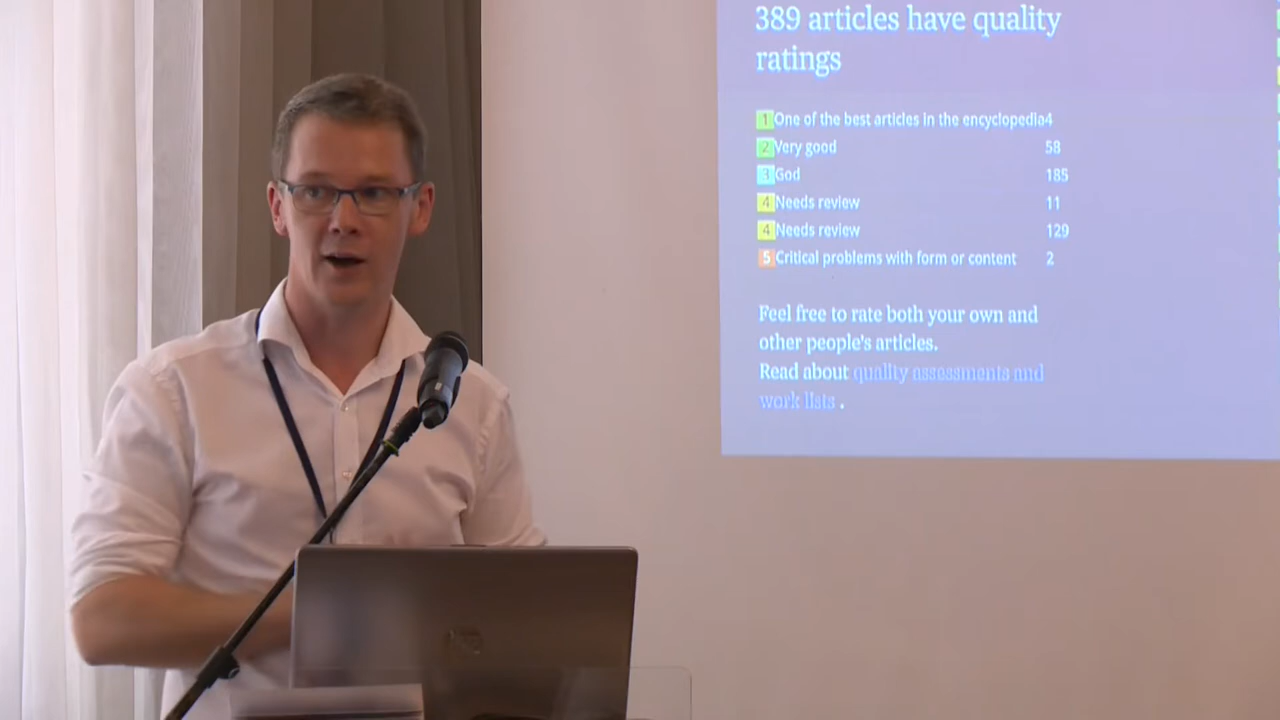 389 articles have quality
ratings
1 One of the best articles in the encyclopedia 4
2 Very good 58
3 God 185
4 Needs review 11
4 Needs review 129
5 Critical problems with form or content 2
Feel free to rate both your own and
other people's articles.
Read about quality assessments and
work lists .